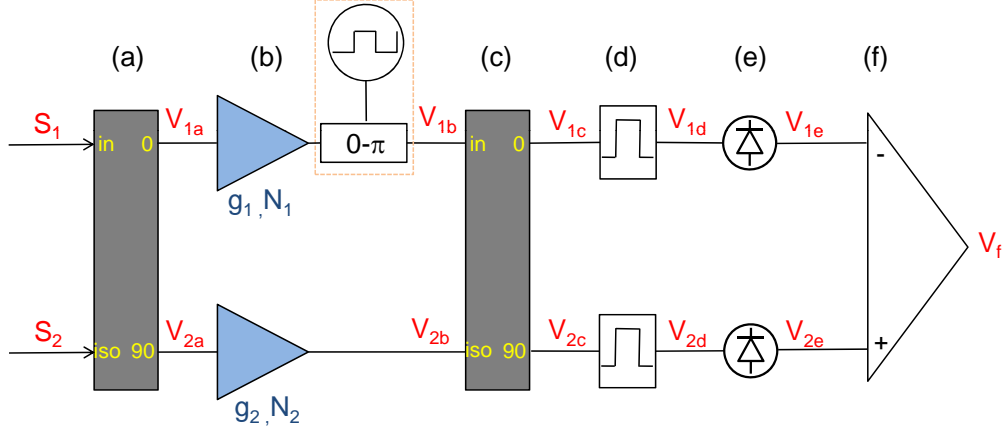 (a) (b) (c) (d) (e) (f)
S₁ in 0 V₁ₐ 0-π V₁b in 0 V₁c V₁d V₁e -
g₁,N₁
V_f
S₂ iso 90 V₂ₐ V₂b iso 90 V₂c V₂d V₂e +
g₂,N₂